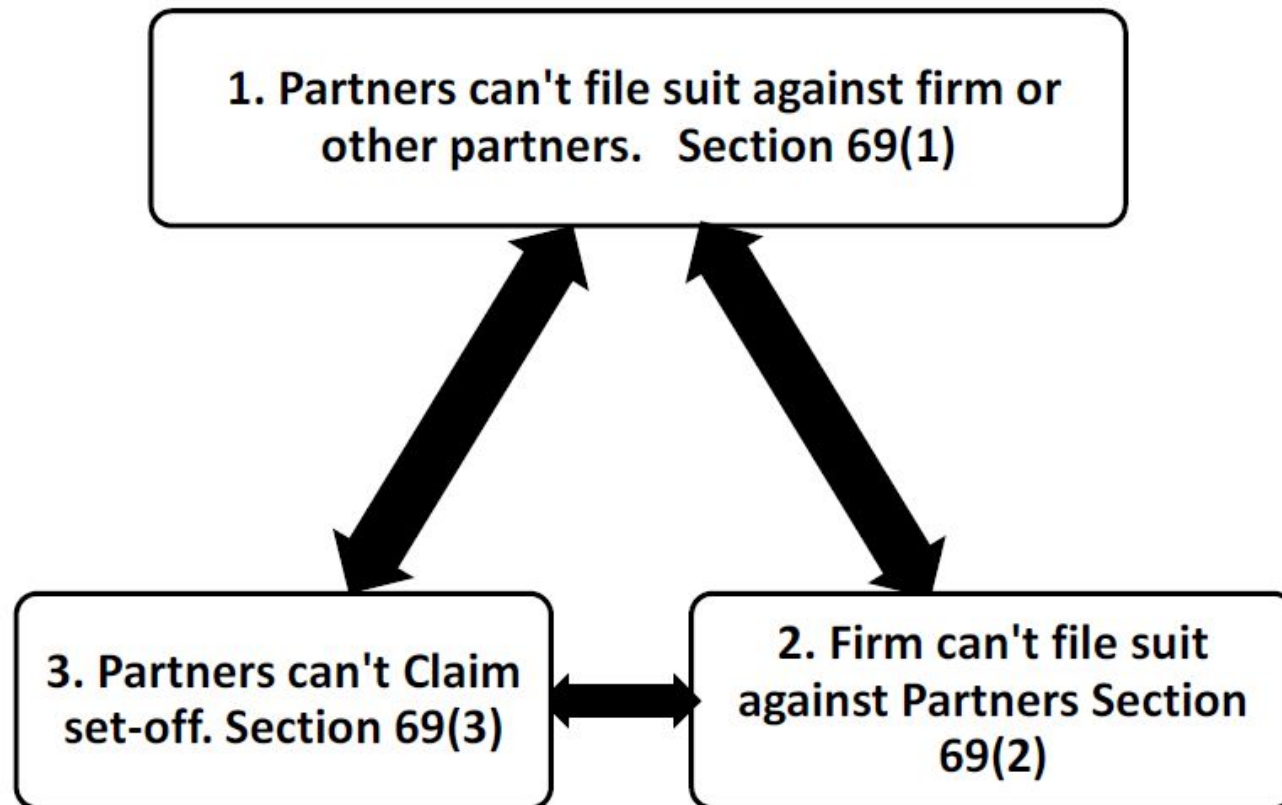 1. Partners can't file suit against firm or
other partners. Section 69(1)
3. Partners can't Claim
set-off. Section 69(3)
2. Firm can't file suit
against Partners Section
69(2)